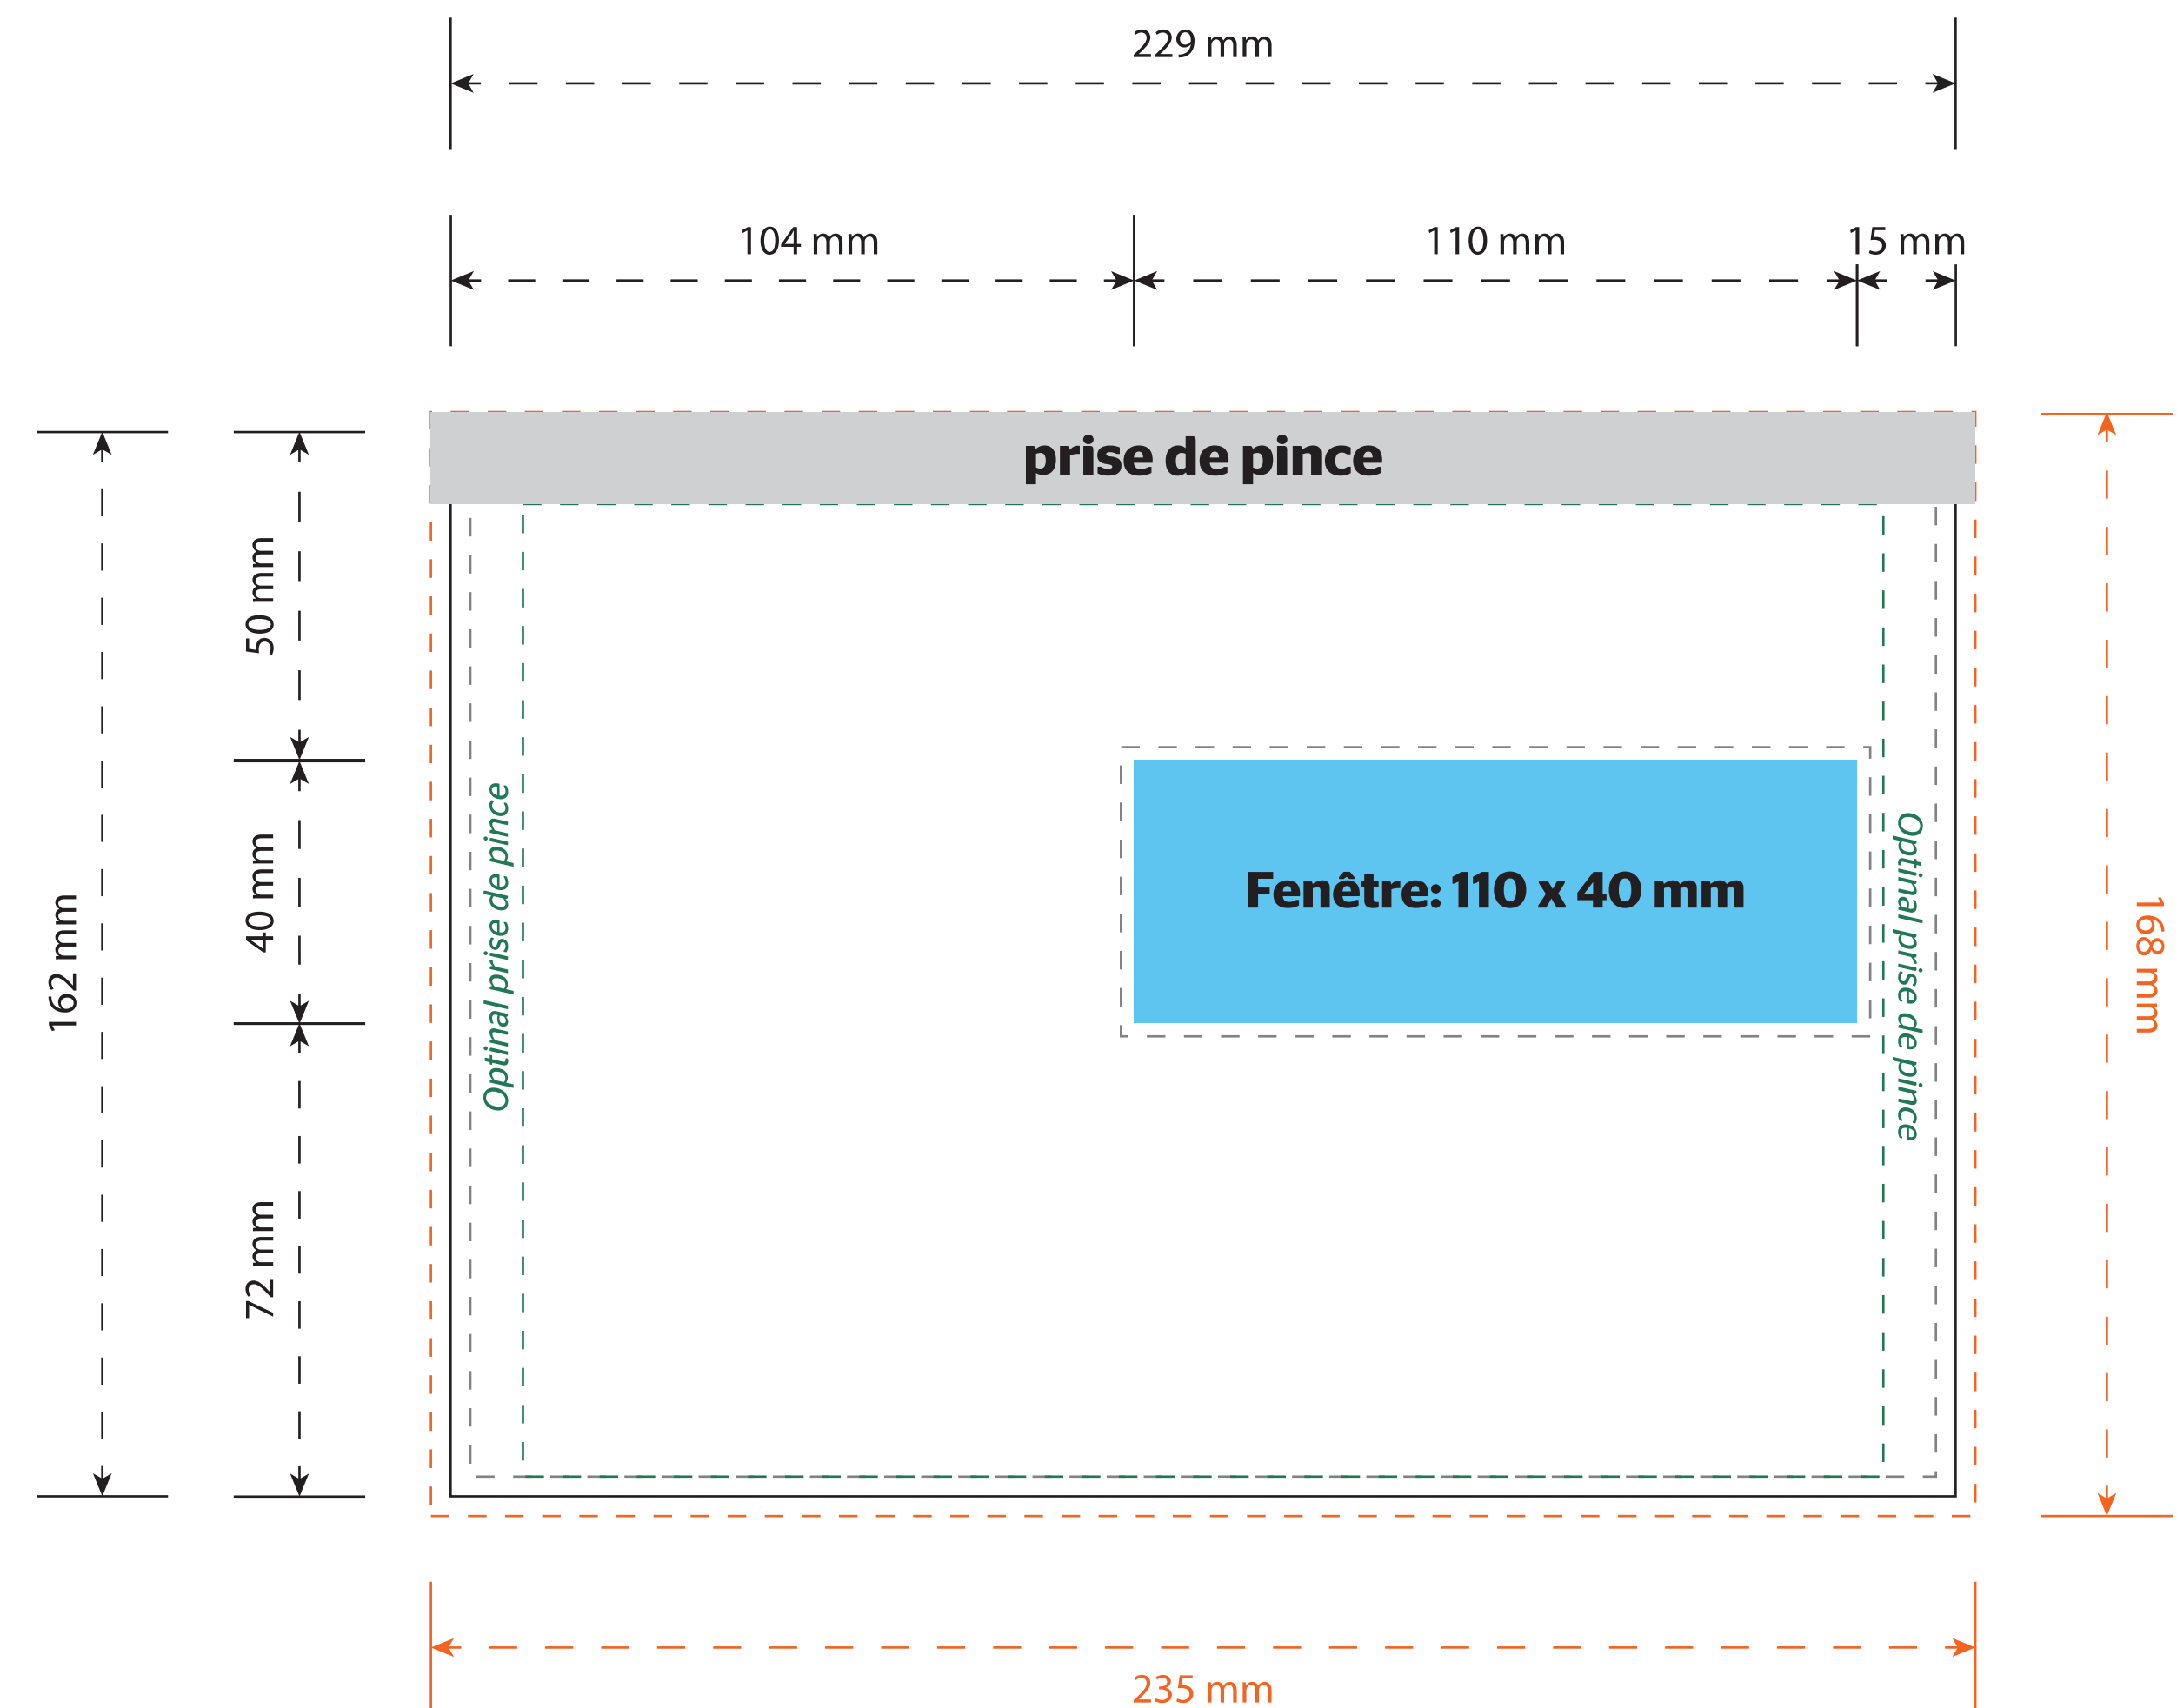 229 mm
104 mm
110 mm
15 mm
prise de pince
50 mm
40 mm
72 mm
162 mm
Optinal prise de pince
Fenêtre: 110 x 40 mm
Optinal prise de pince
168 mm
235 mm